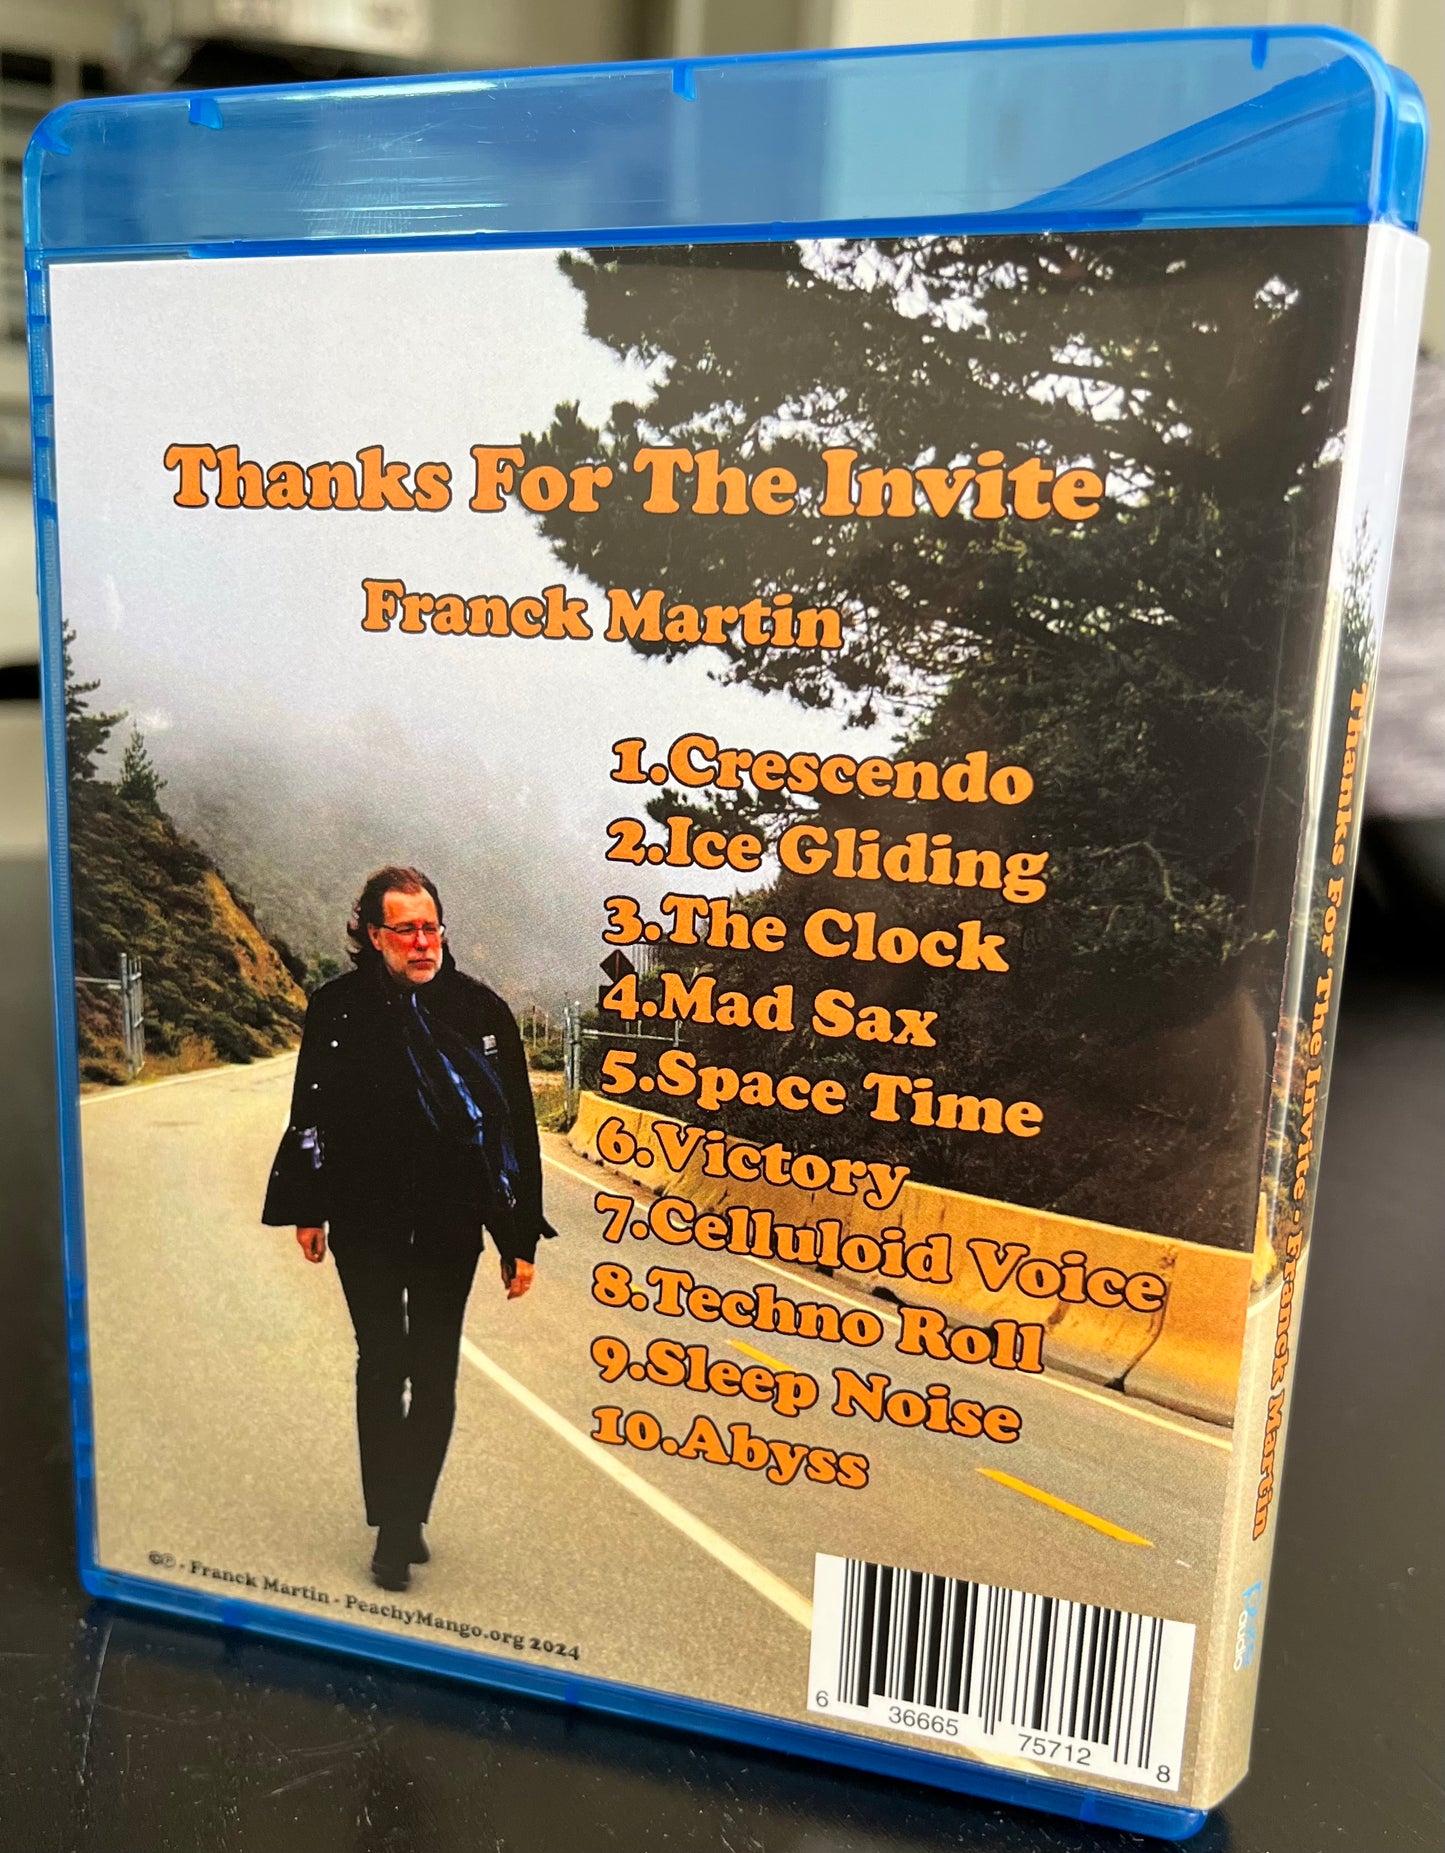 Thanks For The Invite
Franck Martin
1.Crescendo
2.Ice Gliding
3.The Clock
4.Mad Sax
5.Space Time
6.Victory
7.Celluloid Voice
8.Techno Roll
9.Sleep Noise
10.Abyss
©℗ - Franck Martin - PeachyMango.org 2024
6 36665 75712 8
Thanks For The Invite - Franck Martin
audio